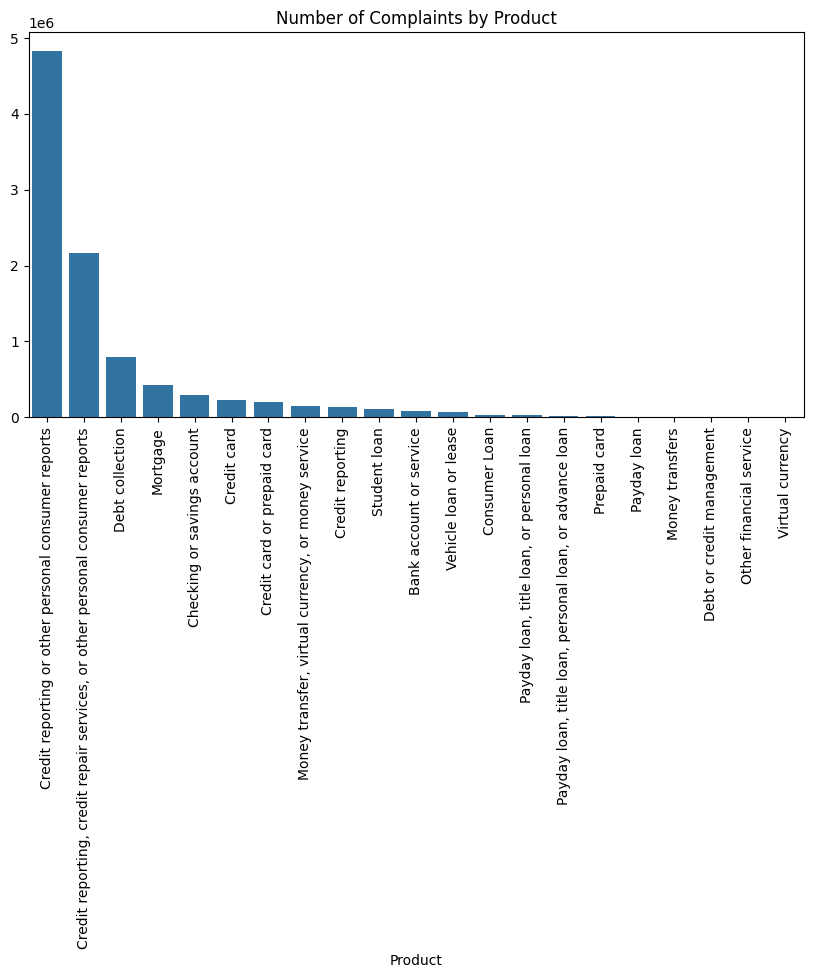 Number of Complaints by Product
1e6
5
4
3
2
1
0
Credit reporting or other personal consumer reports
Credit reporting, credit repair services, or other personal consumer reports
Debt collection
Mortgage
Checking or savings account
Credit card
Credit card or prepaid card
Money transfer, virtual currency, or money service
Credit reporting
Student loan
Bank account or service
Vehicle loan or lease
Consumer Loan
Payday loan, title loan, or personal loan
Payday loan, title loan, personal loan, or advance loan
Prepaid card
Payday loan
Money transfers
Debt or credit management
Other financial service
Virtual currency
Product